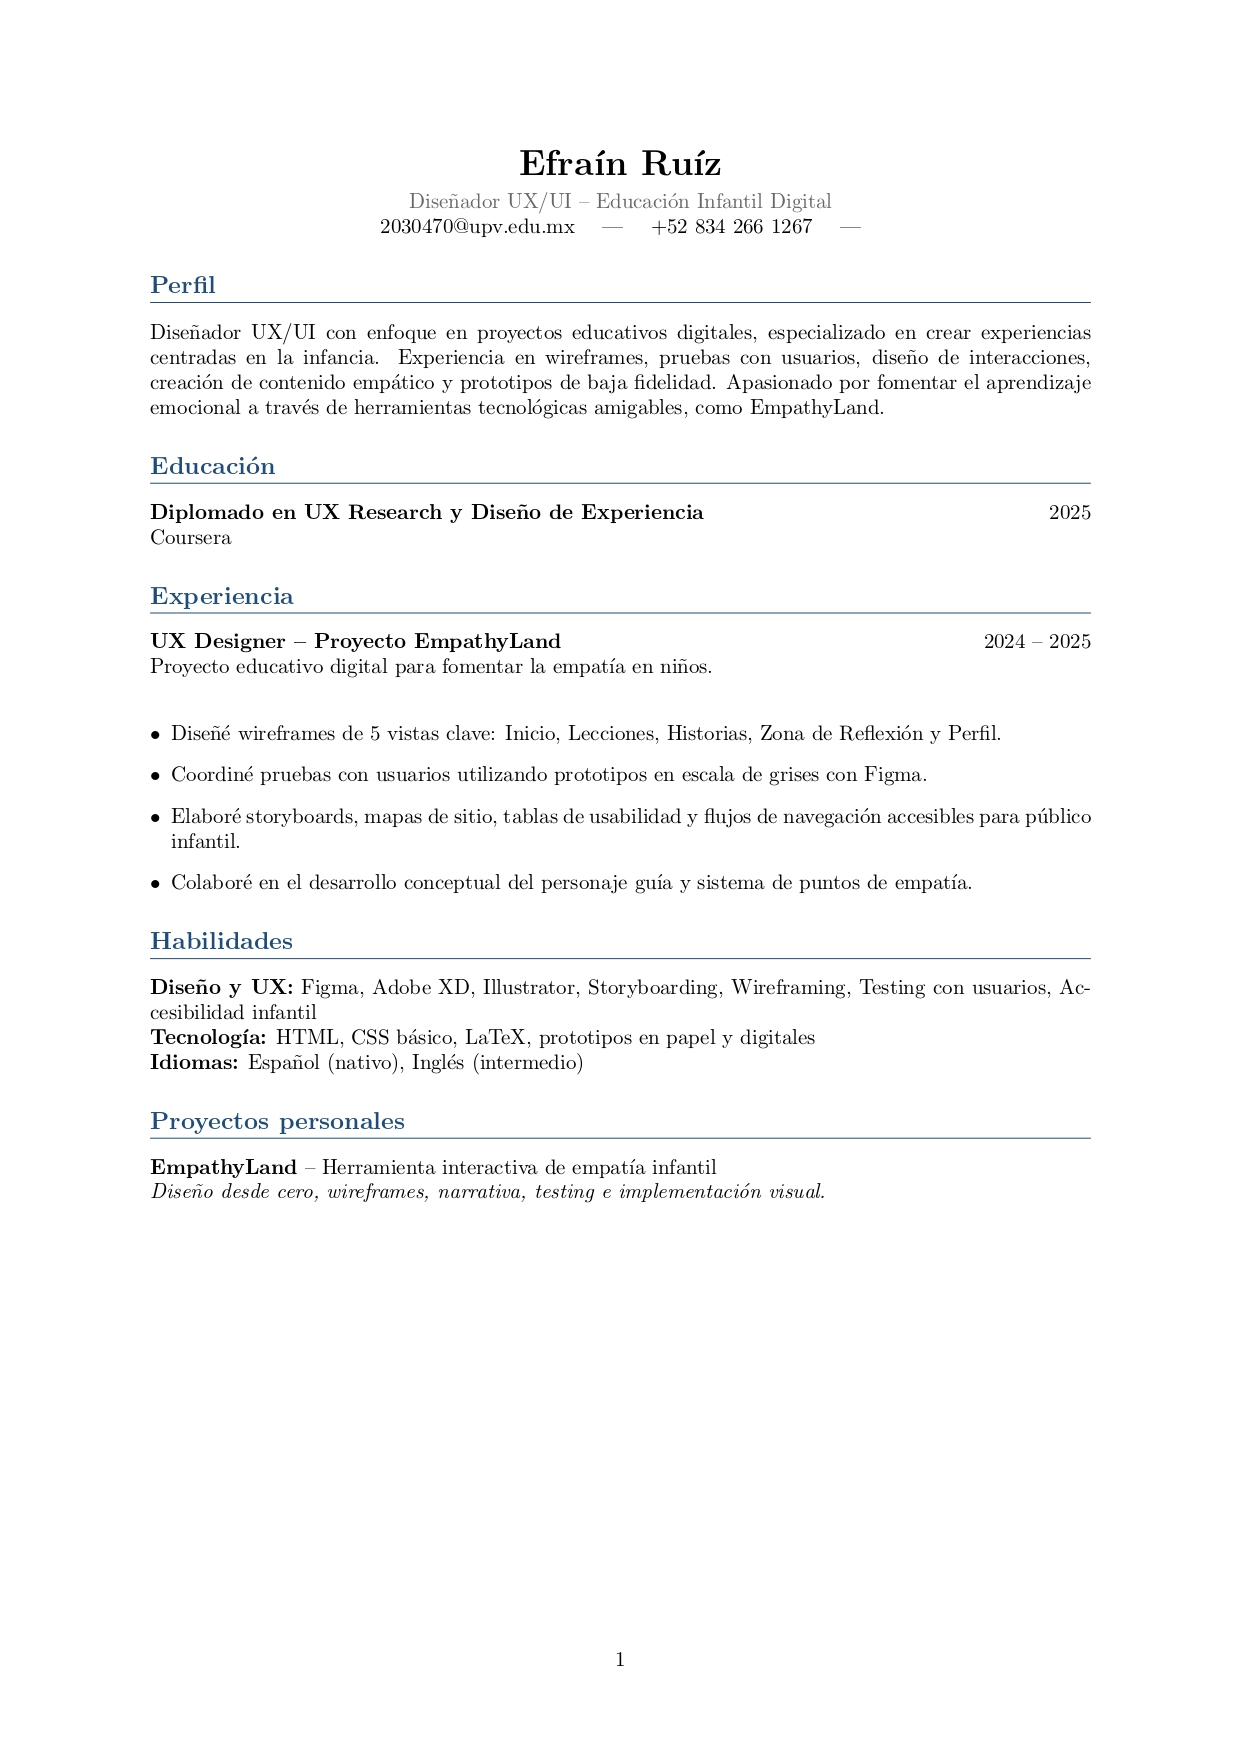 Efraín Ruíz
Diseñador UX/UI – Educación Infantil Digital
2030470@upv.edu.mx — +52 834 266 1267 —
Perfil
Diseñador UX/UI con enfoque en proyectos educativos digitales, especializado en crear experiencias
centradas en la infancia. Experiencia en wireframes, pruebas con usuarios, diseño de interacciones,
creación de contenido empático y prototipos de baja fidelidad. Apasionado por fomentar el aprendizaje
emocional a través de herramientas tecnológicas amigables, como EmpathyLand.
Educación
Diplomado en UX Research y Diseño de Experiencia 2025
Coursera
Experiencia
UX Designer – Proyecto EmpathyLand 2024 – 2025
Proyecto educativo digital para fomentar la empatía en niños.
• Diseñé wireframes de 5 vistas clave: Inicio, Lecciones, Historias, Zona de Reflexión y Perfil.
• Coordiné pruebas con usuarios utilizando prototipos en escala de grises con Figma.
• Elaboré storyboards, mapas de sitio, tablas de usabilidad y flujos de navegación accesibles para público
infantil.
• Colaboré en el desarrollo conceptual del personaje guía y sistema de puntos de empatía.
Habilidades
Diseño y UX: Figma, Adobe XD, Illustrator, Storyboarding, Wireframing, Testing con usuarios, Ac-
cesibilidad infantil
Tecnología: HTML, CSS básico, LaTeX, prototipos en papel y digitales
Idiomas: Español (nativo), Inglés (intermedio)
Proyectos personales
EmpathyLand – Herramienta interactiva de empatía infantil
Diseño desde cero, wireframes, narrativa, testing e implementación visual.
1